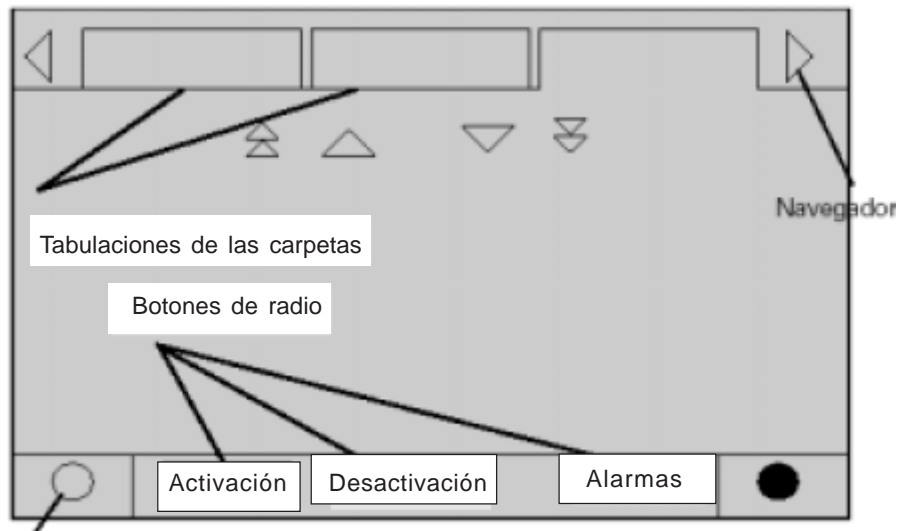 Navegador
Tabulaciones de las carpetas
Botones de radio
Activación
Desactivación
Alarmas